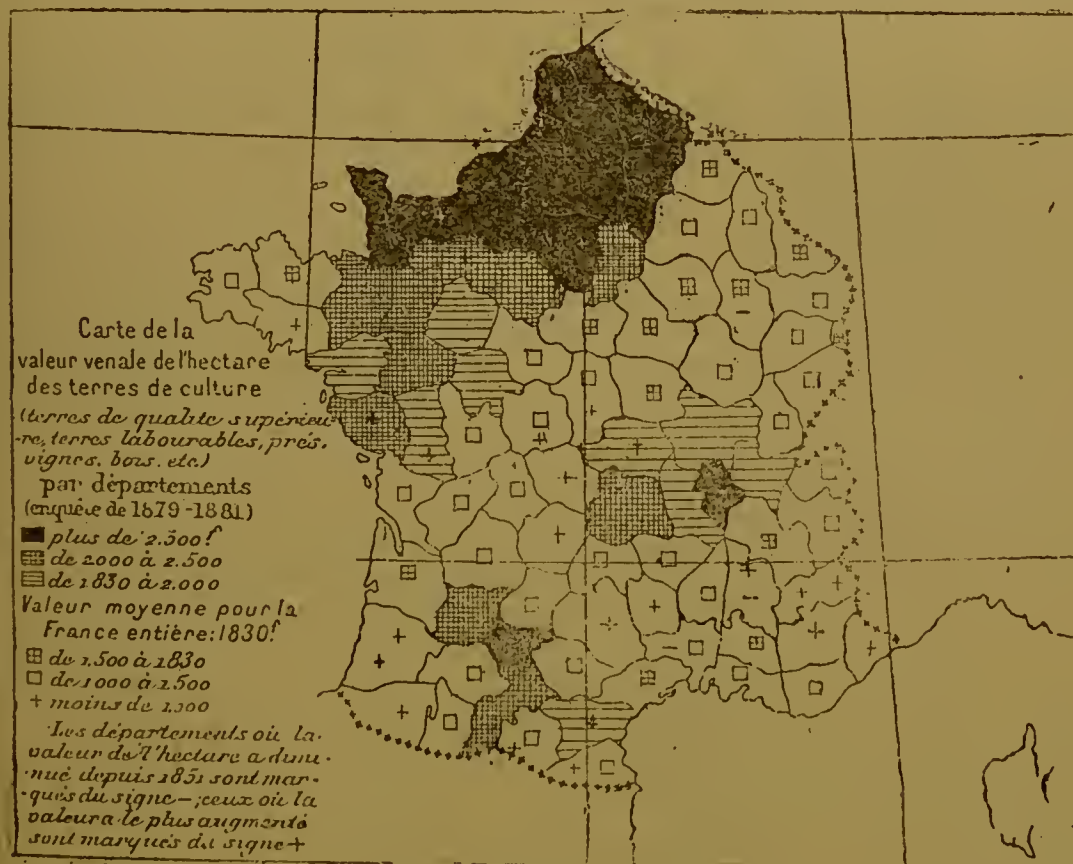 Carte de la
valeur venale de l'hectare
des terres de culture
(terres de qualite supérieu-
-re, terres labourables, prés,
vignes, bois, etc.)
par départements
(enquête de 1879-1881)
plus de 2.500f
de 2000 à 2.500
de 1830 à 2.000
Valeur moyenne pour la
France entière: 1830f
de 1.500 à 1830
de 1000 à 1500
+ moins de 1.000
Les départements où la
valeur de l'hectare a dimi-
-nué depuis 1851 sont mar-
-qués du signe -; ceux où la
valeur a le plus augmenté
sont marqués du signe +